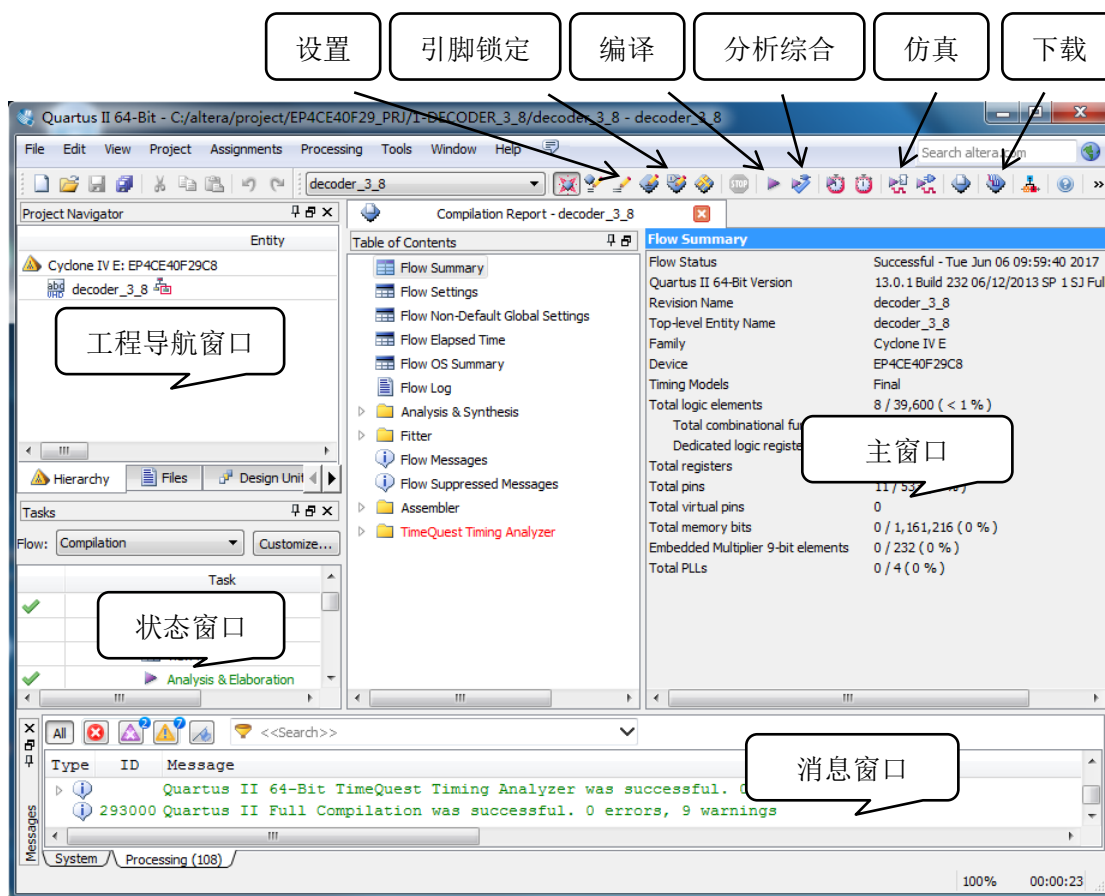 设置 引脚锁定 编译 分析综合 仿真 下载
Quartus II 64-Bit - C:/altera/project/EP4CE40F29_PRJ/1-DECODER_3_8/decoder_3_8 - decoder_3_8
File Edit View Project Assignments Processing Tools Window Help
Search altera.com
decoder_3_8
STOP
»
Project Navigator
Entity
Cyclone IV E: EP4CE40F29C8
abd
VHD
decoder_3_8
工程导航窗口
Hierarchy Files Design Unit
Tasks
Flow: Compilation Customize...
Task
状态窗口
Analysis & Elaboration
Compilation Report - decoder_3_8
Table of Contents
Flow Summary
Flow Settings
Flow Non-Default Global Settings
Flow Elapsed Time
Flow OS Summary
Flow Log
Analysis & Synthesis
Fitter
Flow Messages
Flow Suppressed Messages
Assembler
TimeQuest Timing Analyzer
Flow Summary
Flow Status Successful - Tue Jun 06 09:59:40 2017
Quartus II 64-Bit Version 13.0.1 Build 232 06/12/2013 SP 1 SJ Full
Revision Name decoder_3_8
Top-level Entity Name decoder_3_8
Family Cyclone IV E
Device EP4CE40F29C8
Timing Models Final
Total logic elements 8 / 39,600 ( < 1 % )
Total combinational
Dedicated logic
Total registers
Total pins 11 /
Total virtual pins 0
Total memory bits 0 / 1,161,216 ( 0 % )
Embedded Multiplier 9-bit elements 0 / 232 ( 0 % )
Total PLLs 0 / 4 ( 0 % )
主窗口
All 2 7 <<Search>>
Type ID Message
Quartus II 64-Bit TimeQuest Timing Analyzer was successful.
293000 Quartus II Full Compilation was successful. 0 errors, 9 warnings
消息窗口
Messages
System Processing (108)
100% 00:00:23